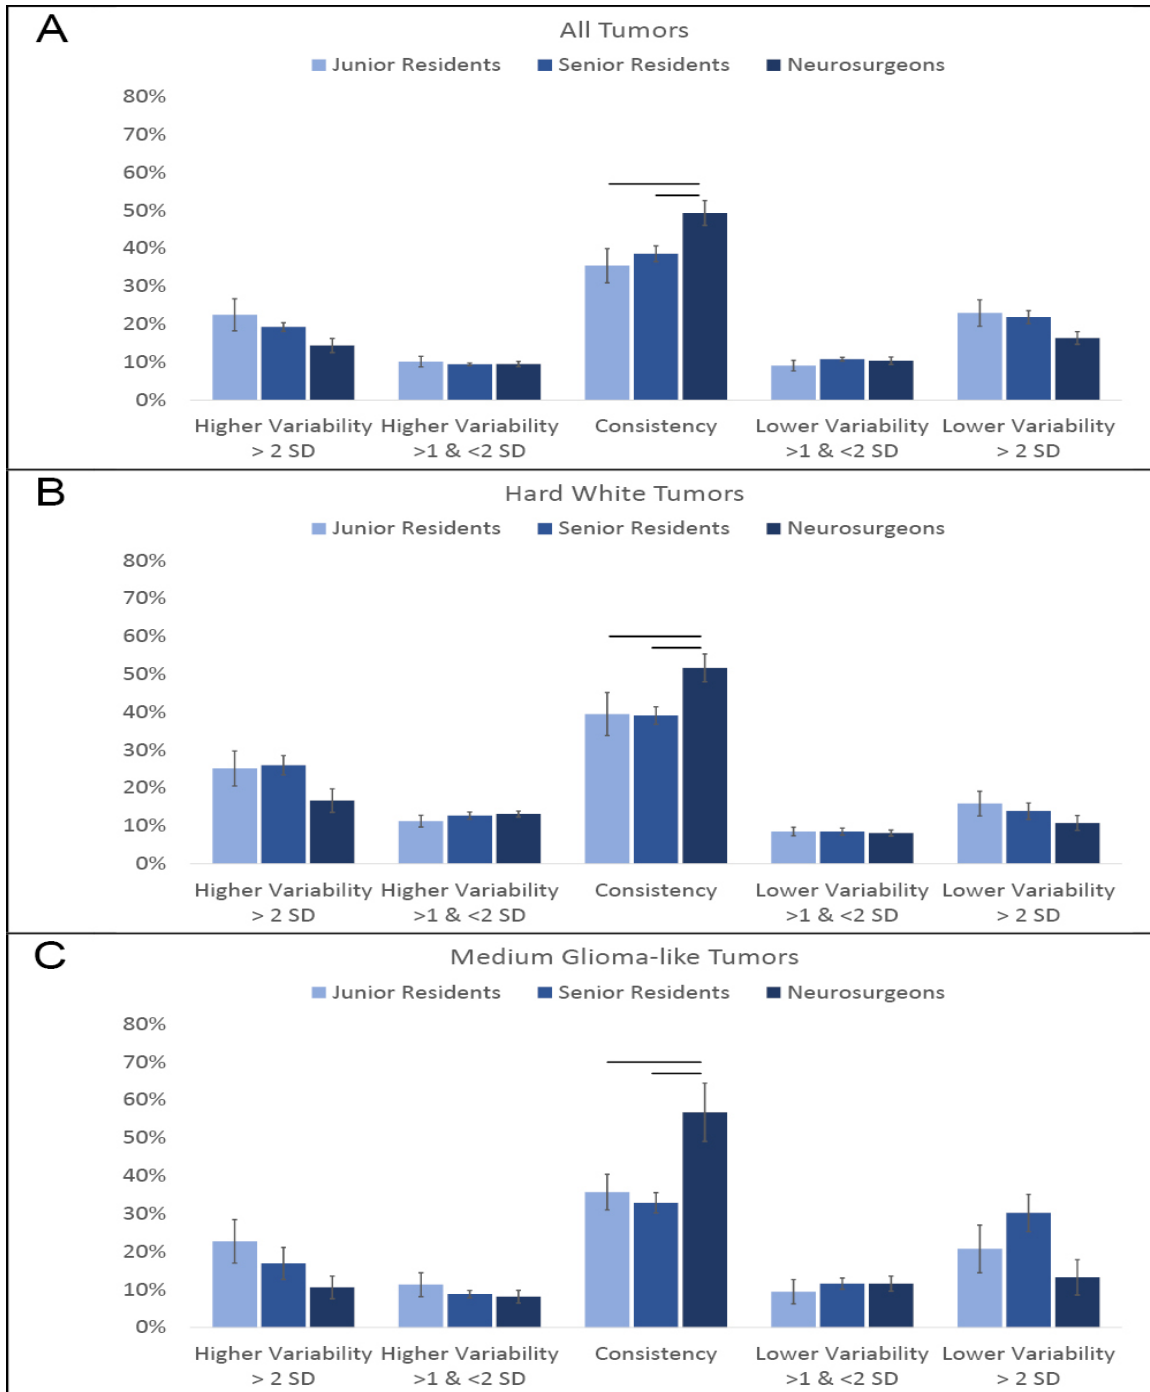 A
All Tumors
Junior Residents Senior Residents Neurosurgeons
80%
70%
60%
50%
40%
30%
20%
10%
0%
Higher Variability Higher Variability Consistency Lower Variability Lower Variability
> 2 SD >1 & <2 SD >1 & <2 SD > 2 SD
B
Hard White Tumors
Junior Residents Senior Residents Neurosurgeons
80%
70%
60%
50%
40%
30%
20%
10%
0%
Higher Variability Higher Variability Consistency Lower Variability Lower Variability
> 2 SD >1 & <2 SD >1 & <2 SD > 2 SD
C
Medium Glioma-like Tumors
Junior Residents Senior Residents Neurosurgeons
80%
70%
60%
50%
40%
30%
20%
10%
0%
Higher Variability Higher Variability Consistency Lower Variability Lower Variability
> 2 SD >1 & <2 SD >1 & <2 SD > 2 SD